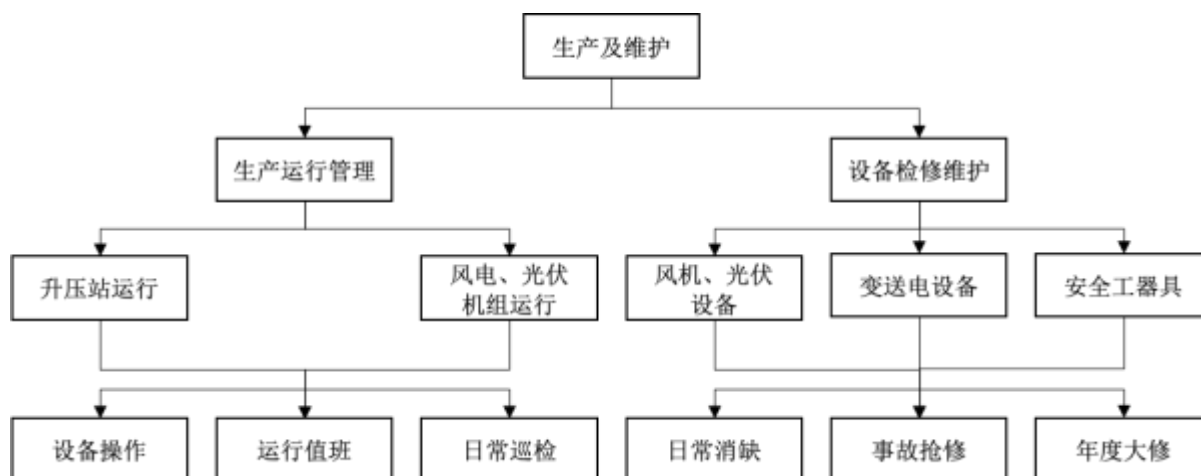 生产及维护
生产运行管理
设备检修维护
升压站运行
风电、光伏
机组运行
风机、光伏
设备
变送电设备
安全工器具
设备操作
运行值班
日常巡检
日常消缺
事故抢修
年度大修